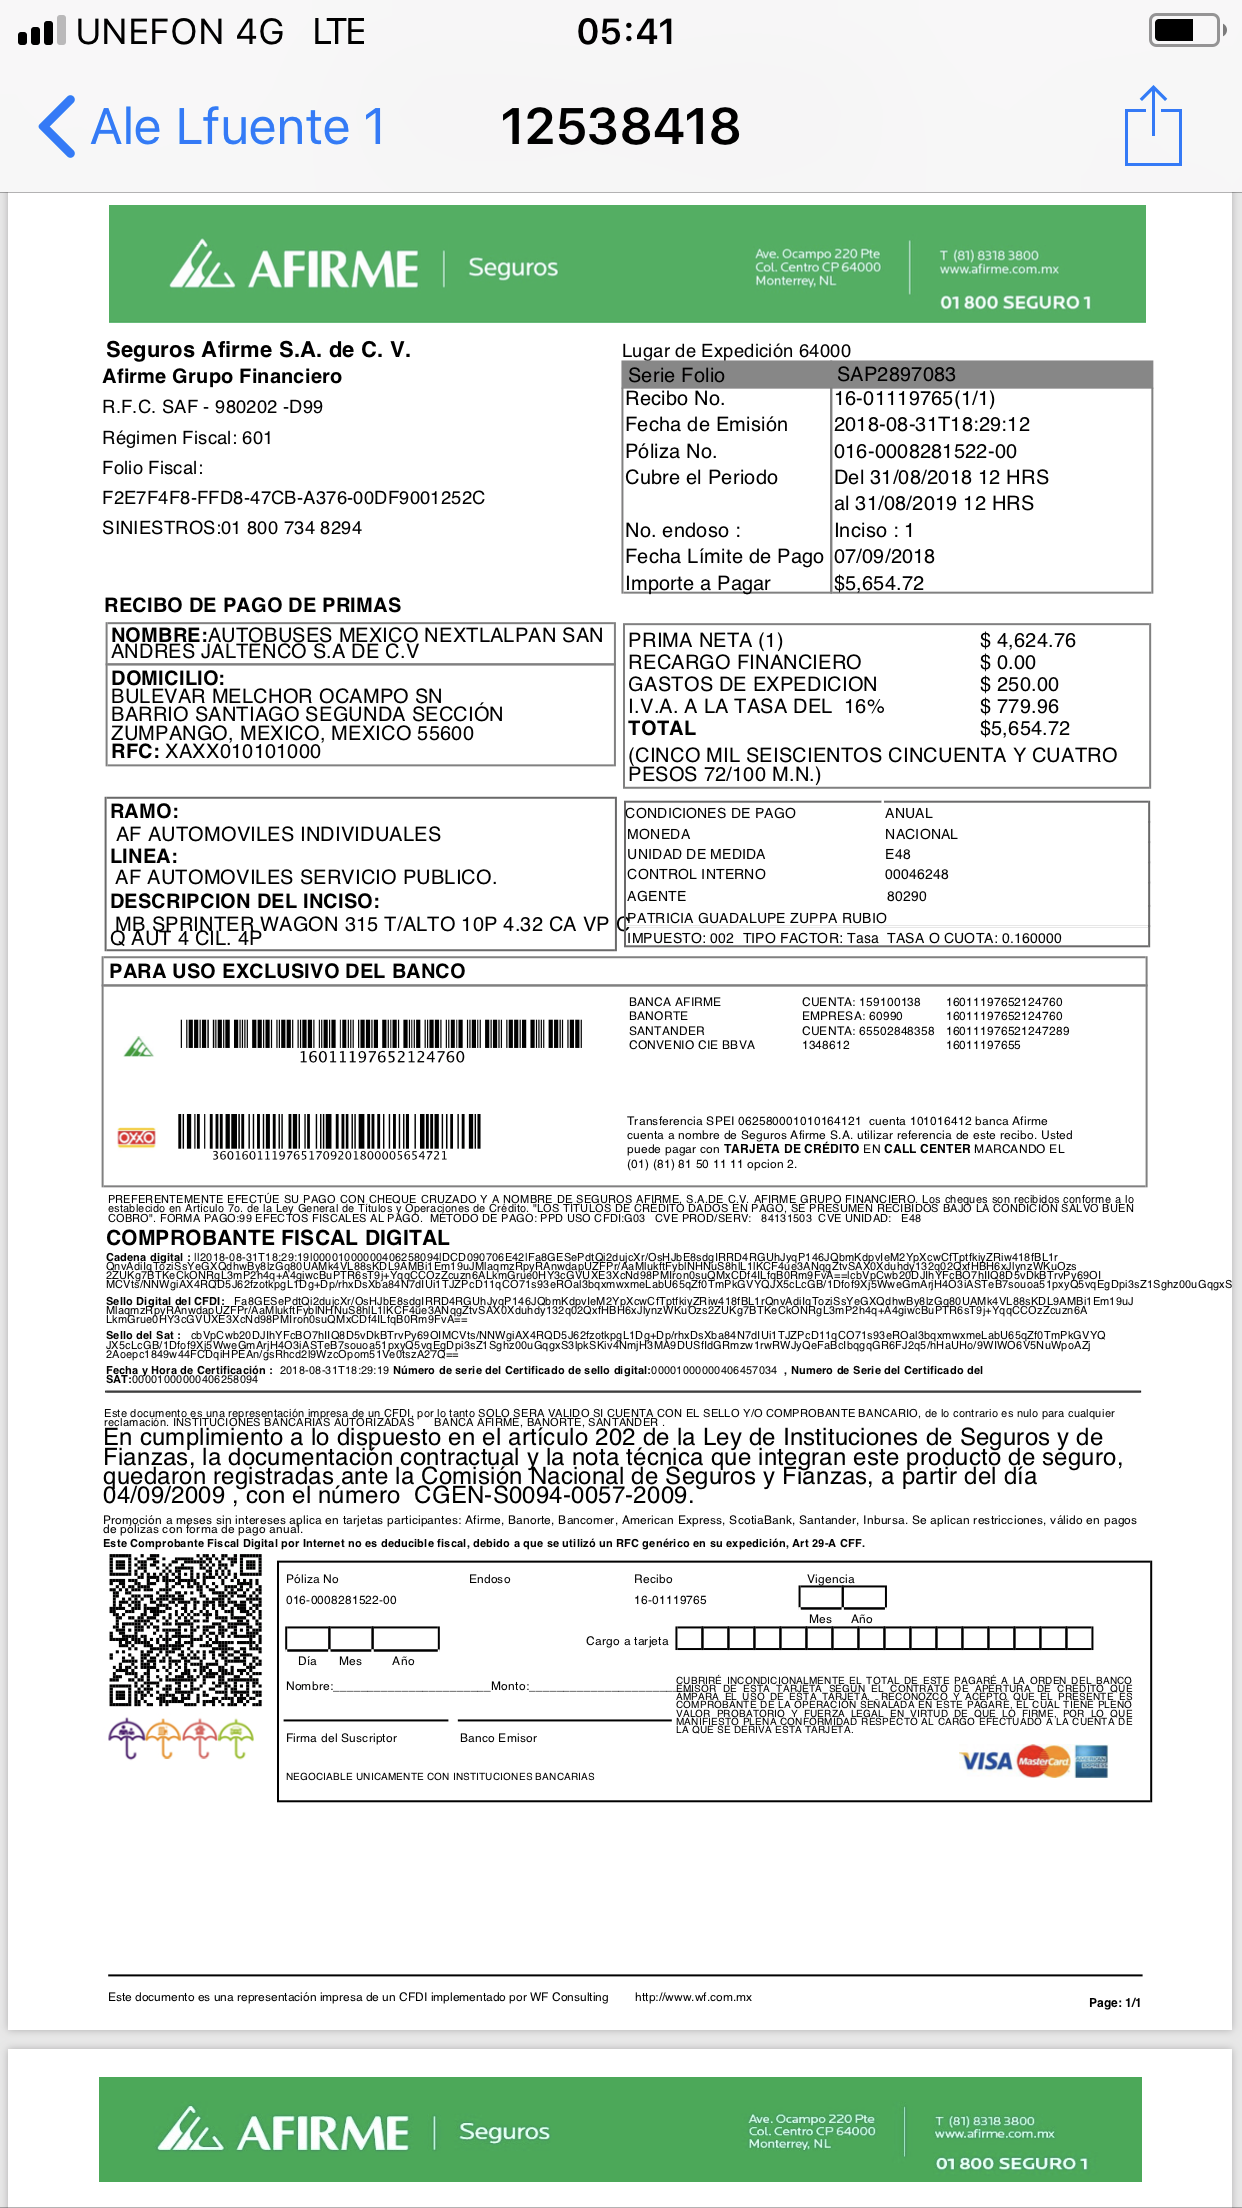 UNEFON 4G LTE 05:41
Ale Lfuente 1 12538418
AFIRME Seguros
Ave. Ocampo 220 Pte
Col. Centro CP 64000
Monterrey, NL
T (81) 8318 3800
www.afirme.com.mx
01 800 SEGURO 1
Seguros Afirme S.A. de C. V.
Afirme Grupo Financiero
R.F.C. SAF - 980202 -D99
Régimen Fiscal: 601
Folio Fiscal:
F2E7F4F8-FFD8-47CB-A376-00DF9001252C
SINIESTROS:01 800 734 8294
Lugar de Expedición 64000
Serie Folio SAP2897083
Recibo No. 16-01119765(1/1)
Fecha de Emisión 2018-08-31T18:29:12
Póliza No. 016-0008281522-00
Cubre el Periodo Del 31/08/2018 12 HRS
al 31/08/2019 12 HRS
No. endoso : Inciso : 1
Fecha Límite de Pago 07/09/2018
Importe a Pagar $5,654.72
RECIBO DE PAGO DE PRIMAS
NOMBRE:AUTOBUSES MEXICO NEXTLALPAN SAN
ANDRES JALTENCO S.A DE C.V
DOMICILIO:
BULEVAR MELCHOR OCAMPO SN
BARRIO SANTIAGO SEGUNDA SECCIÓN
ZUMPANGO, MEXICO, MEXICO 55600
RFC: XAXX010101000
PRIMA NETA (1) $ 4,624.76
RECARGO FINANCIERO $ 0.00
GASTOS DE EXPEDICION $ 250.00
I.V.A. A LA TASA DEL 16% $ 779.96
TOTAL $5,654.72
(CINCO MIL SEISCIENTOS CINCUENTA Y CUATRO
PESOS 72/100 M.N.)
RAMO:
AF AUTOMOVILES INDIVIDUALES
LINEA:
AF AUTOMOVILES SERVICIO PUBLICO.
DESCRIPCION DEL INCISO:
MB SPRINTER WAGON 315 T/ALTO 10P 4.32 CA VP C
Q AUT 4 CIL. 4P
CONDICIONES DE PAGO ANUAL
MONEDA NACIONAL
UNIDAD DE MEDIDA E48
CONTROL INTERNO 00046248
AGENTE 80290
PATRICIA GUADALUPE ZUPPA RUBIO
IMPUESTO: 002 TIPO FACTOR: Tasa TASA O CUOTA: 0.160000
PARA USO EXCLUSIVO DEL BANCO
16011197652124760
BANCA AFIRME CUENTA: 159100138 16011197652124760
BANORTE EMPRESA: 60990 16011197652124760
SANTANDER CUENTA: 65502848358 16011197652124 7289
CONVENIO CIE BBVA 1348612 16011197655
OXXO
36016011197651709201800005654721
Transferencia SPEI 062580001010164121 cuenta 101016412 banca Afirme
cuenta a nombre de Seguros Afirme S.A. utilizar referencia de este recibo. Usted
puede pagar con TARJETA DE CRÉDITO EN CALL CENTER MARCANDO EL
(01) (81) 81 50 11 11 opcion 2.
PREFERENTEMENTE EFECTÚE SU PAGO CON CHEQUE CRUZADO Y A NOMBRE DE SEGUROS AFIRME, S.A.DE C.V. AFIRME GRUPO FINANCIERO. Los cheques son recibidos conforme a lo
establecido en Artículo 7o. de la Ley General de Titulos y Operaciones de Crédito. "LOS TITULOS DE CREDITO DADOS EN PAGO, SE PRESUMEN RECIBIDOS BAJO LA CONDICIÓN SALVO BUEN
COBRO". FORMA PAGO:99 EFECTOS FISCALES AL PAGO. METODO DE PAGO: PPD USO CFDI:G03 CVE PROD/SERV: 84131503 CVE UNIDAD: E48
COMPROBANTE FISCAL DIGITAL
Cadena digital :
Sello Digital del CFDI:
Sello del Sat :
Fecha y Hora de Certificación : 2018-08-31T18:29:19 Número de serie del Certificado de sello digital:00001000000406457034 , Numero de Serie del Certificado del
SAT:00001000000406258094
Este documento es una representación impresa de un CFDI, por lo tanto SOLO SERA VALIDO SI CUENTA CON EL SELLO Y/O COMPROBANTE BANCARIO, de lo contrario es nulo para cualquier
reclamación. INSTITUCIONES BANCARIAS AUTORIZADAS BANCA AFIRME, BANORTE, SANTANDER .
En cumplimiento a lo dispuesto en el artículo 202 de la Ley de Instituciones de Seguros y de
Fianzas, la documentación contractual y la nota técnica que integran este producto de seguro,
quedaron registradas ante la Comisión Nacional de Seguros y Fianzas, a partir del día
04/09/2009 , con el número CGEN-S0094-0057-2009.
Promoción a meses sin intereses aplica en tarjetas participantes: Afirme, Banorte, Bancomer, American Express, ScotiaBank, Santander, Inbursa. Se aplican restricciones, válido en pagos
de pólizas con forma de pago anual.
Este Comprobante Fiscal Digital por Internet no es deducible fiscal, debido a que se utilizó un RFC genérico en su expedición, Art 29-A CFF.
Póliza No Endoso Recibo Vigencia
016-0008281522-00 16-01119765
Mes Año
Cargo a tarjeta
Día Mes Año
Nombre: Monto:
CUBRIRÉ INCONDICIONALMENTE EL TOTAL DE ESTE PAGARÉ A LA ORDEN DEL BANCO
EMISOR DE ESTA TARJETA SEGÚN EL CONTRATO DE APERTURA DE CREDITO QUE
AMPARA EL USO DE ESTA TARJETA. RECONOZCO Y ACEPTO QUE EL PRESENTE ES
COMPROBANTE DE LA OPERACIÓN SEÑALADA EN ESTE PAGARÉ, EL CUAL TIENE PLENO
VALOR PROBATORIO Y FUERZA LEGAL EN VIRTUD DE QUE LO FIRME, POR LO QUE
MANIFIESTO PLENA CONFORMIDAD RESPECTO AL CARGO EFECTUADO A LA CUENTA DE
LA QUE SE DERIVA ESTA TARJETA.
Firma del Suscriptor Banco Emisor
NEGOCIABLE UNICAMENTE CON INSTITUCIONES BANCARIAS
VISA MasterCard AMERICAN EXPRESS
Este documento es una representación impresa de un CFDI implementado por WF Consulting http://www.wf.com.mx
Page: 1/1
AFIRME Seguros
Ave. Ocampo 220 Pte
Col. Centro CP 64000
Monterrey, NL
T (81) 8318 3800
www.afirme.com.mx
01 800 SEGURO 1